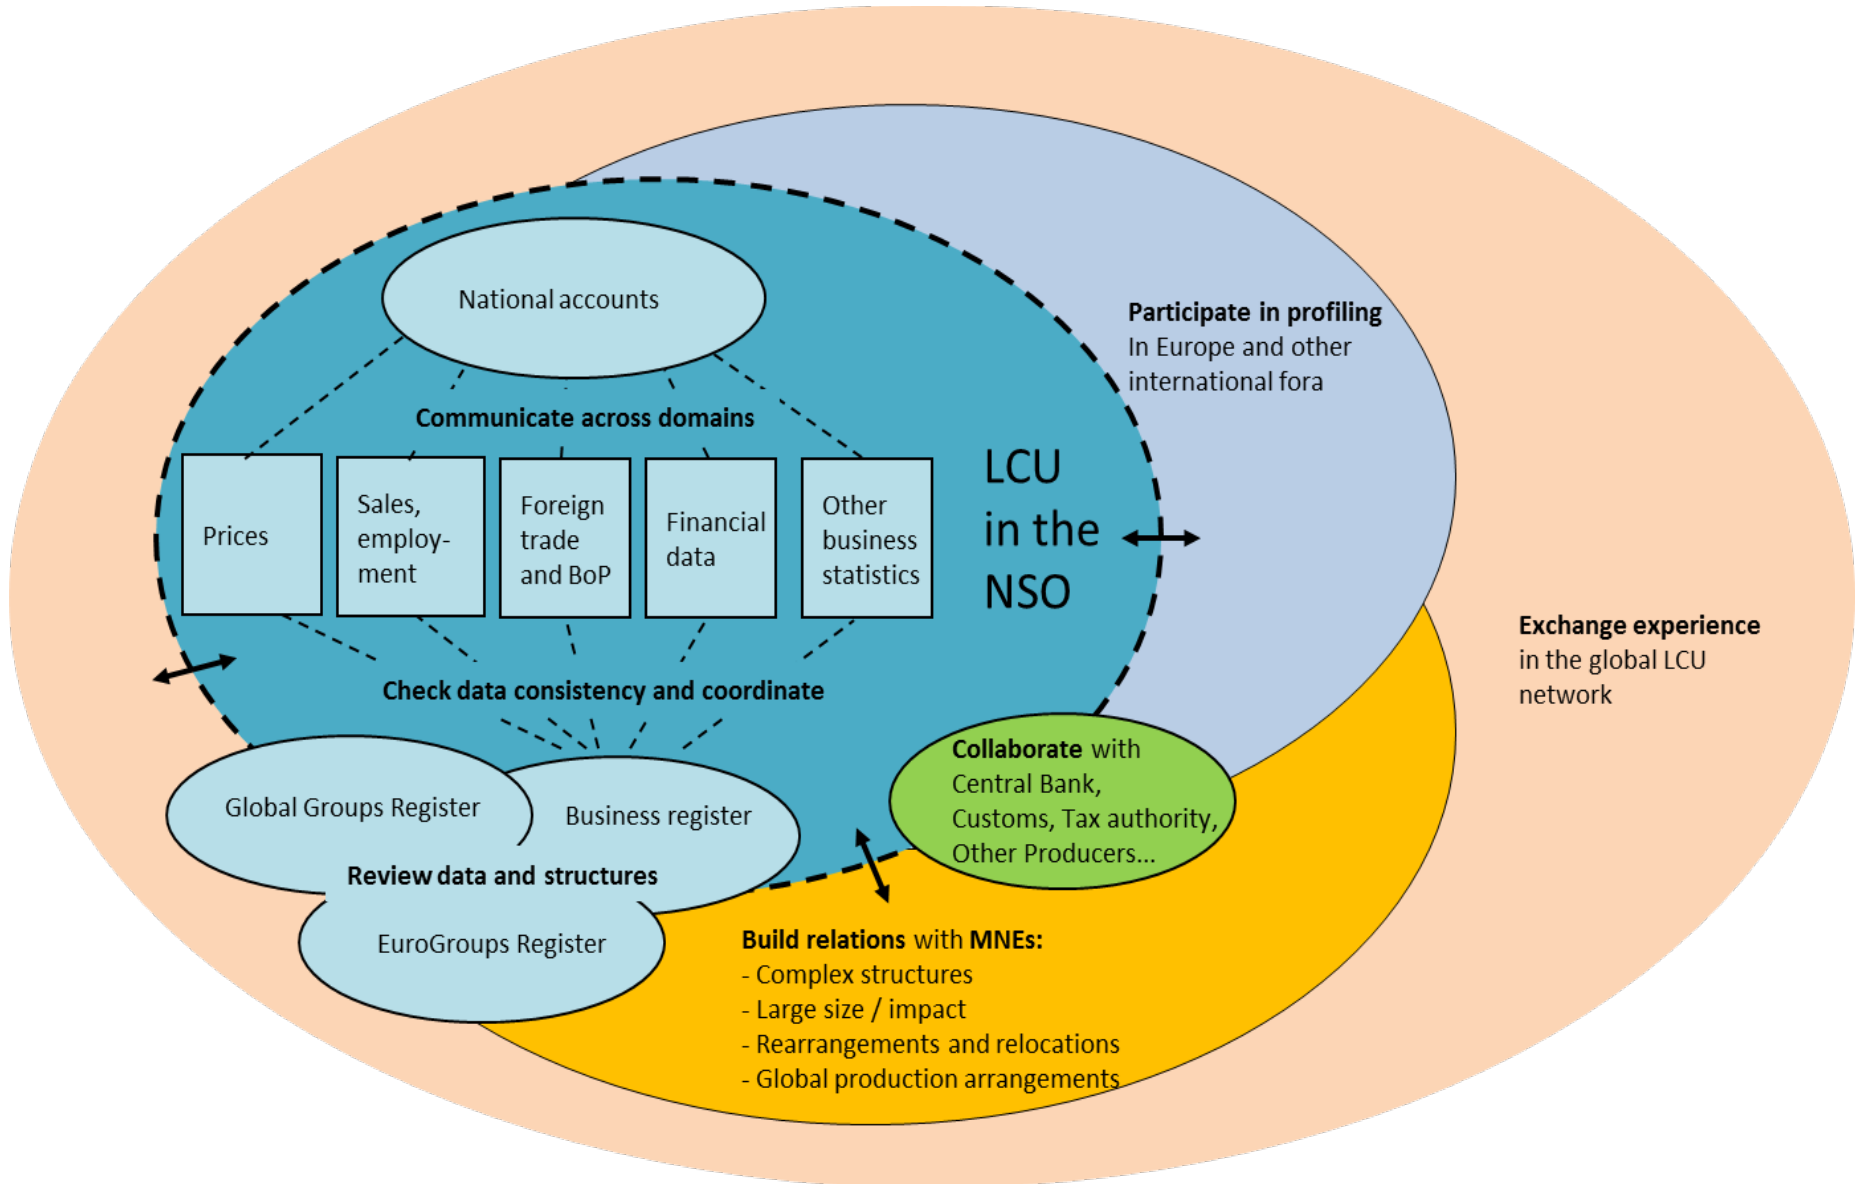 National accounts
Participate in profiling
In Europe and other
international fora
Communicate across domains
Prices
Sales,
employ-
ment
Foreign
trade
and BoP
Financial
data
Other
business
statistics
LCU
in the
NSO
Exchange experience
in the global LCU
network
Check data consistency and coordinate
Global Groups Register
Business register
Collaborate with
Central Bank,
Customs, Tax authority,
Other Producers...
Review data and structures
EuroGroups Register
Build relations with MNEs:
- Complex structures
- Large size / impact
- Rearrangements and relocations
- Global production arrangements